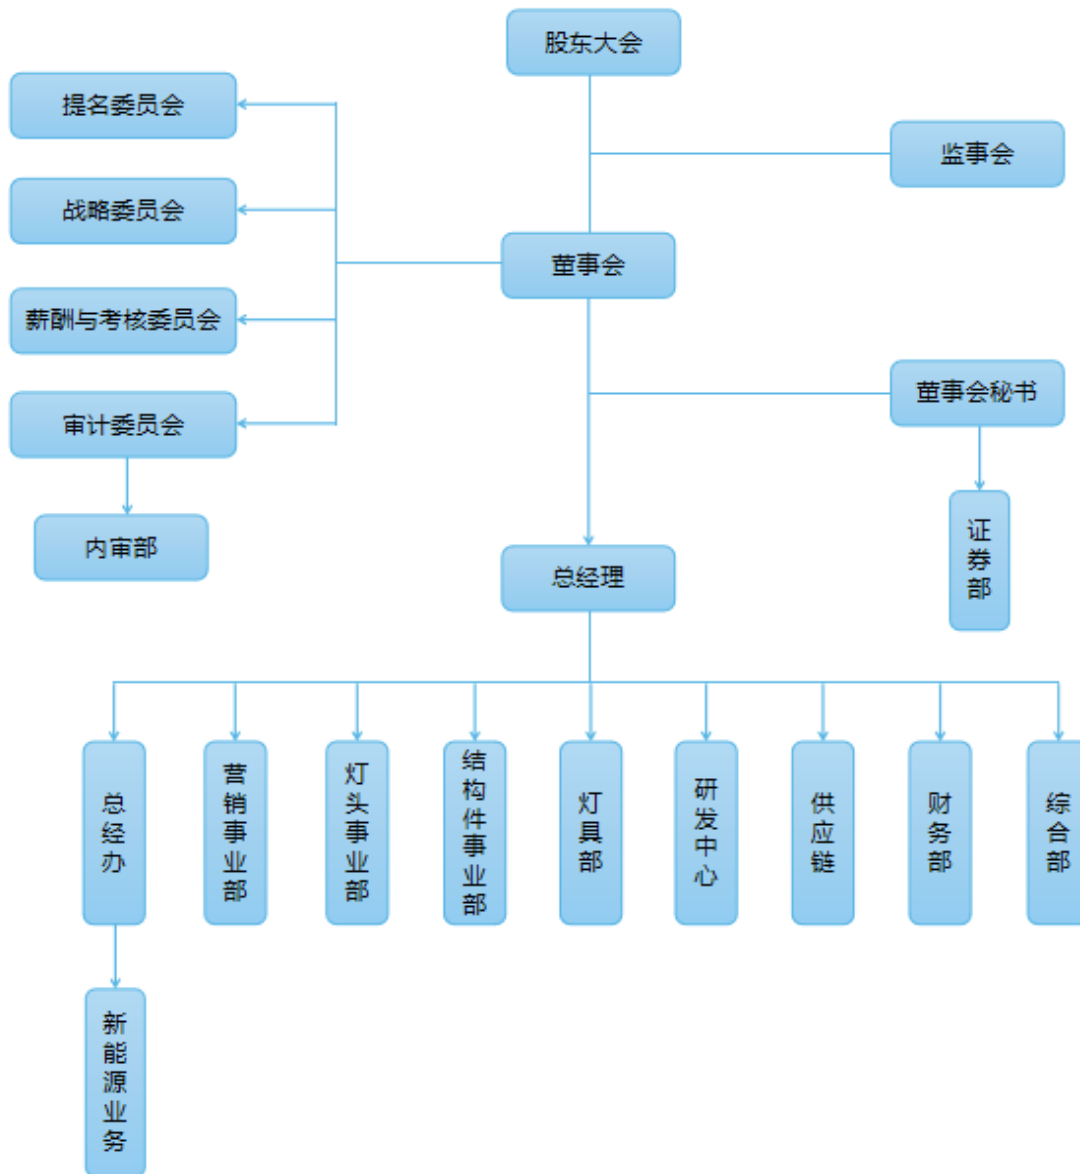 股东大会
提名委员会
监事会
战略委员会
董事会
薪酬与考核委员会
董事会秘书
审计委员会
证券部
内审部
总经理
总经办
营销事业部
灯头事业部
结构件事业部
灯具部
研发中心
供应链
财务部
综合部
新能源业务